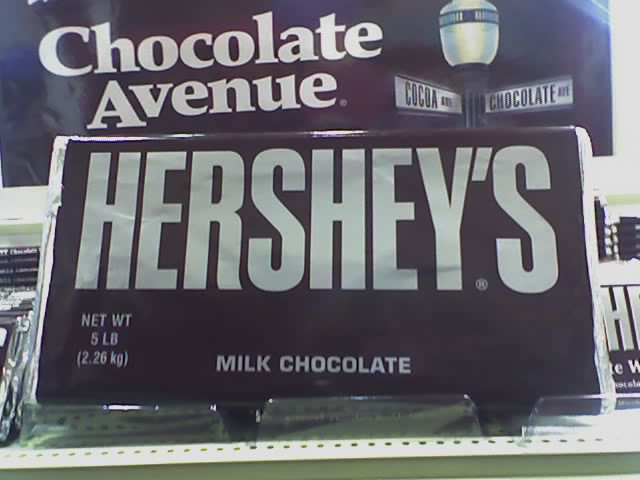 Chocolate
Avenue®
COCOA AVE
CHOCOLATE AVE
HERSHEY'S®
NET WT
5 LB
(2.26 kg)
MILK CHOCOLATE